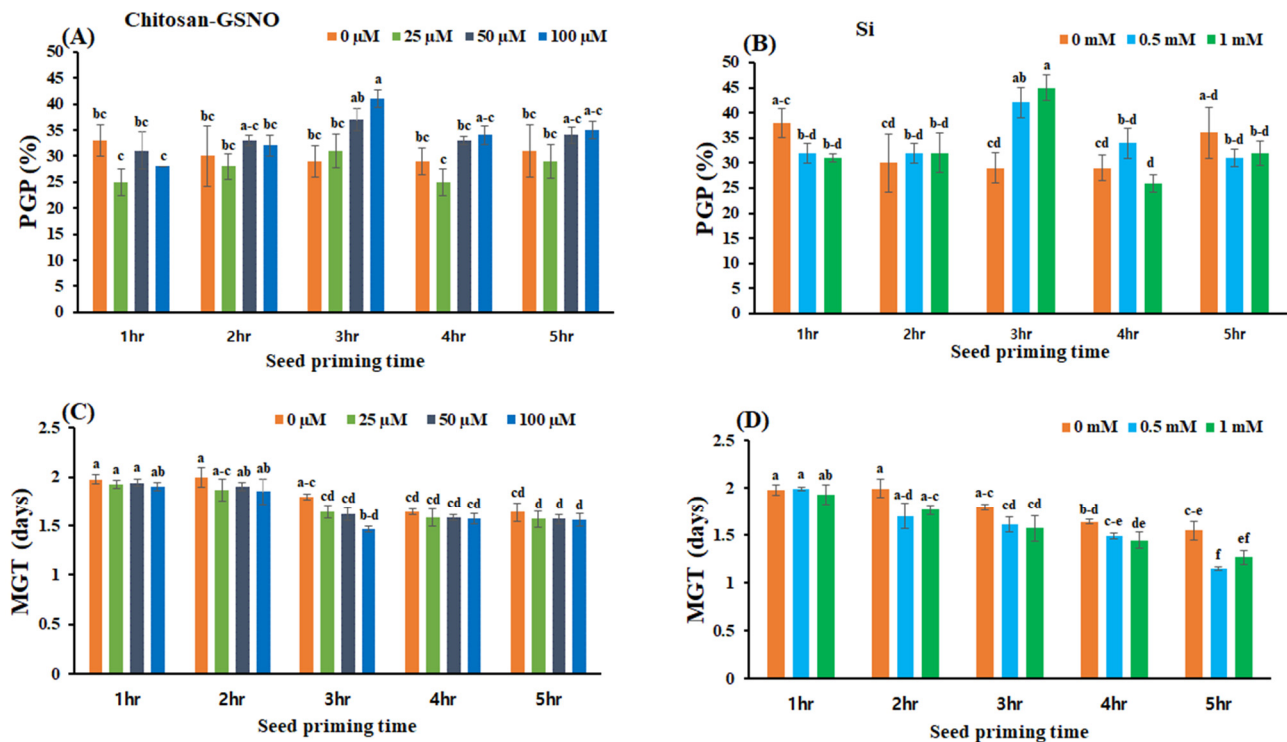 Chitosan-GSNO
(A)
0 µM 25 µM 50 µM 100 µM
PGP (%)
50
45
40
35
30
25
20
15
10
5
0
bc c bc c
bc bc a-c bc
bc bc ab a
bc c bc a-c
bc bc a-c a-c
1hr 2hr 3hr 4hr 5hr
Seed priming time
Si
(B)
0 mM 0.5 mM 1 mM
PGP (%)
50
45
40
35
30
25
20
15
10
5
0
a-c b-d b-d
cd b-d b-d
cd ab a
cd b-d d
a-d b-d b-d
1hr 2hr 3hr 4hr 5hr
Seed priming time
(C)
0 µM 25 µM 50 µM 100 µM
MGT (days)
2.5
2
1.5
1
0.5
0
a a a ab
a a-c ab ab
a-c cd cd b-d
cd cd cd cd
cd d d d
1hr 2hr 3hr 4hr 5hr
Seed priming time
(D)
0 mM 0.5 mM 1 mM
MGT (days)
2.5
2
1.5
1
0.5
0
a a ab
a a-d a-c
a-c cd cd
b-d c-e de
c-e f ef
1hr 2hr 3hr 4hr 5hr
Seed priming time